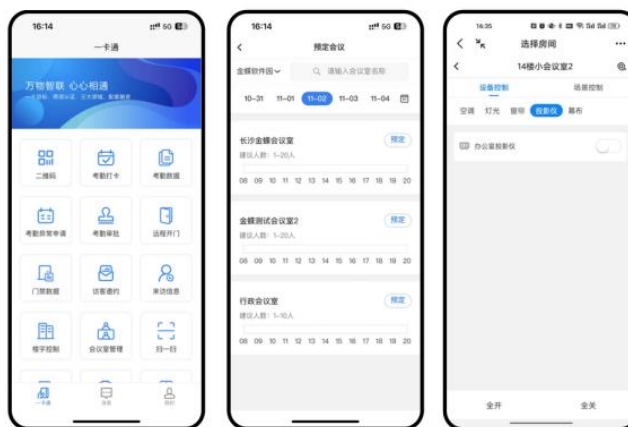 16:14
5G
一卡通
万物智联 心心相通
二维码
考勤打卡
考勤数据
考勤异常申请
考勤审批
远程开门
门禁数据
访客邀约
来访信息
楼宇控制
会议室管理
扫一扫
一卡通
16:14
5G
预定会议
金蝶软件园
请输入会议室名称
10-31 11-01 11-02 11-03 11-04
长沙金蝶会议室
预定
建议人数：1-20人
08 09 10 11 12 13 14 15 16 17 18 19 20
金蝶测试会议室2
预定
建议人数：1-20人
08 09 10 11 12 13 14 15 16 17 18 19 20
行政会议室
预定
建议人数：1-10人
08 09 10 11 12 13 14 15 16 17 18 19 20
16:35
选择房间
14楼小会议室2
设备控制
场景控制
空调 灯光 窗帘 投影仪 幕布
办公室投影仪
全开
全关